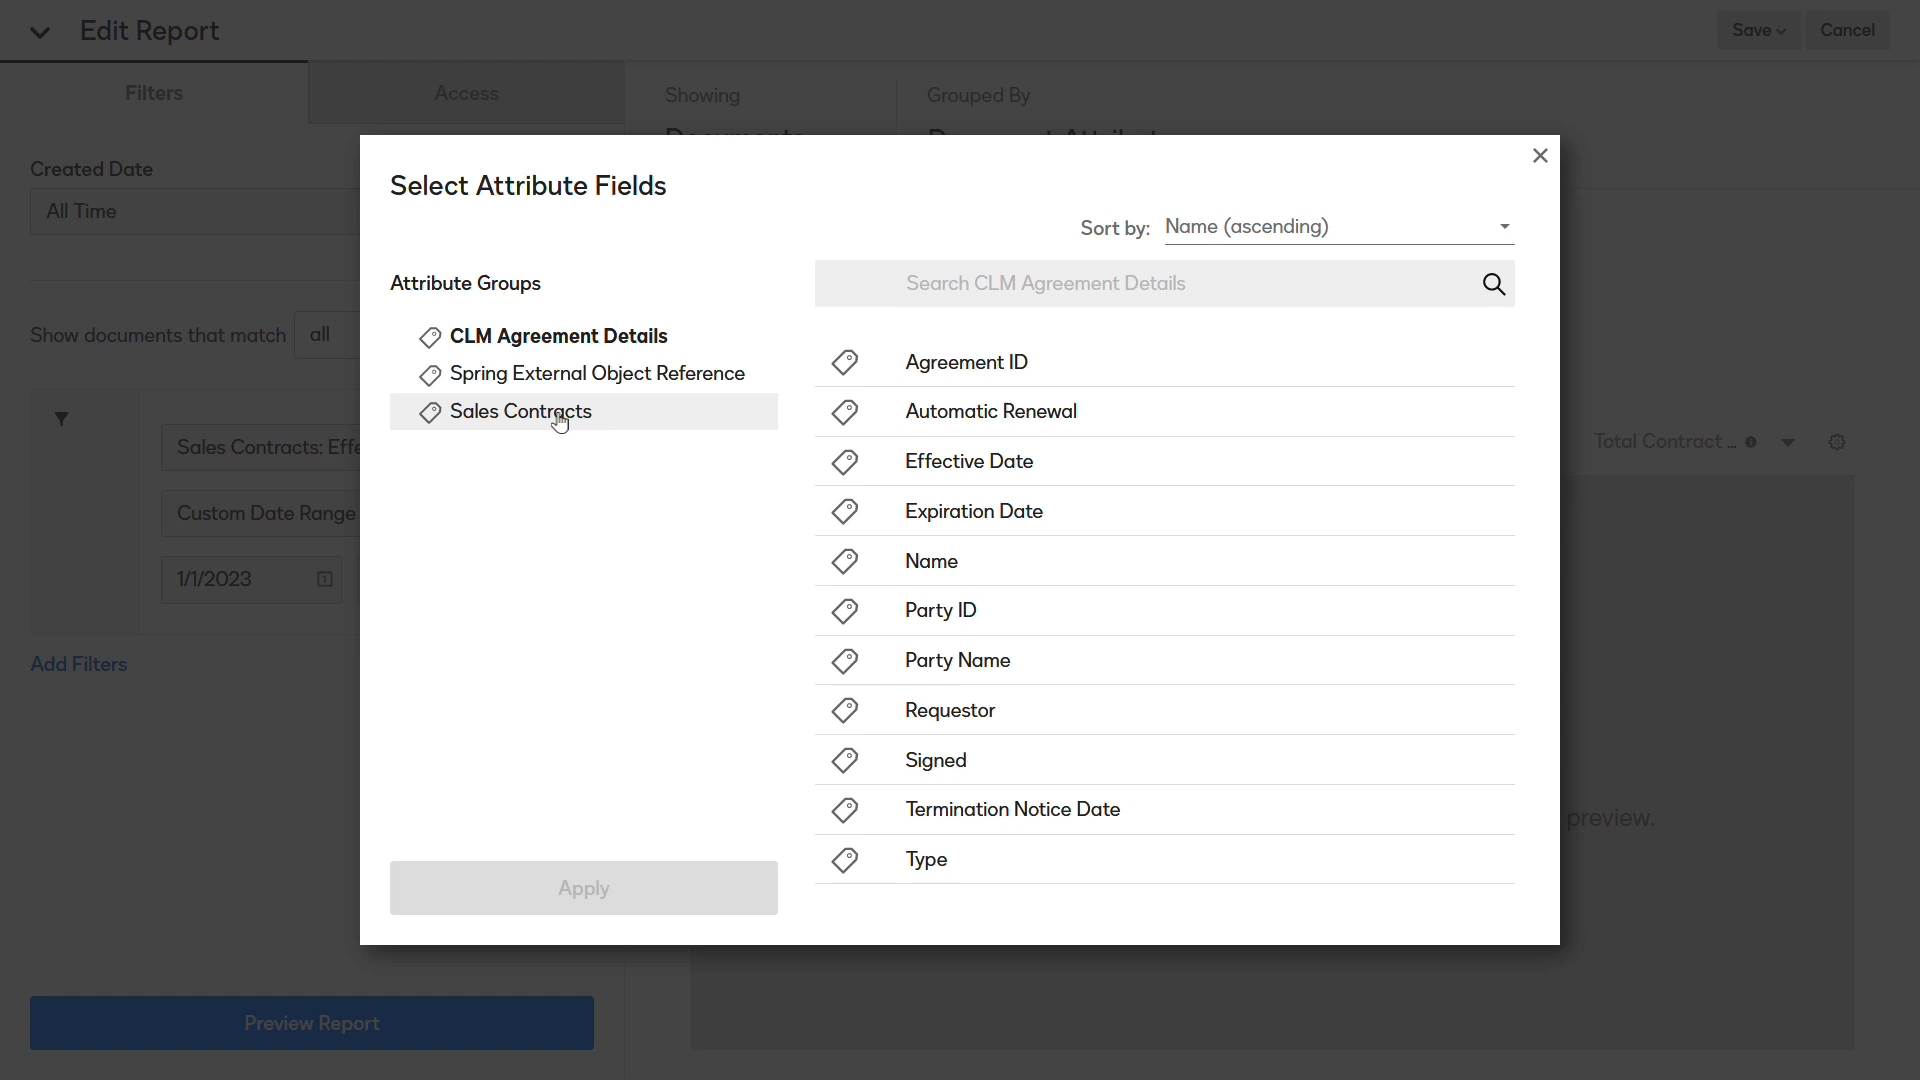 Edit Report
Save
Cancel
Filters
Access
Showing
Grouped By
Created Date
All Time
Show documents that match
all
Sales Contracts: Effe
Custom Date Range
1/1/2023
Add Filters
Preview Report
Total Contract ...
preview.
Select Attribute Fields
Sort by:
Name (ascending)
Attribute Groups
CLM Agreement Details
Spring External Object Reference
Sales Contracts
Apply
Search CLM Agreement Details
Agreement ID
Automatic Renewal
Effective Date
Expiration Date
Name
Party ID
Party Name
Requestor
Signed
Termination Notice Date
Type